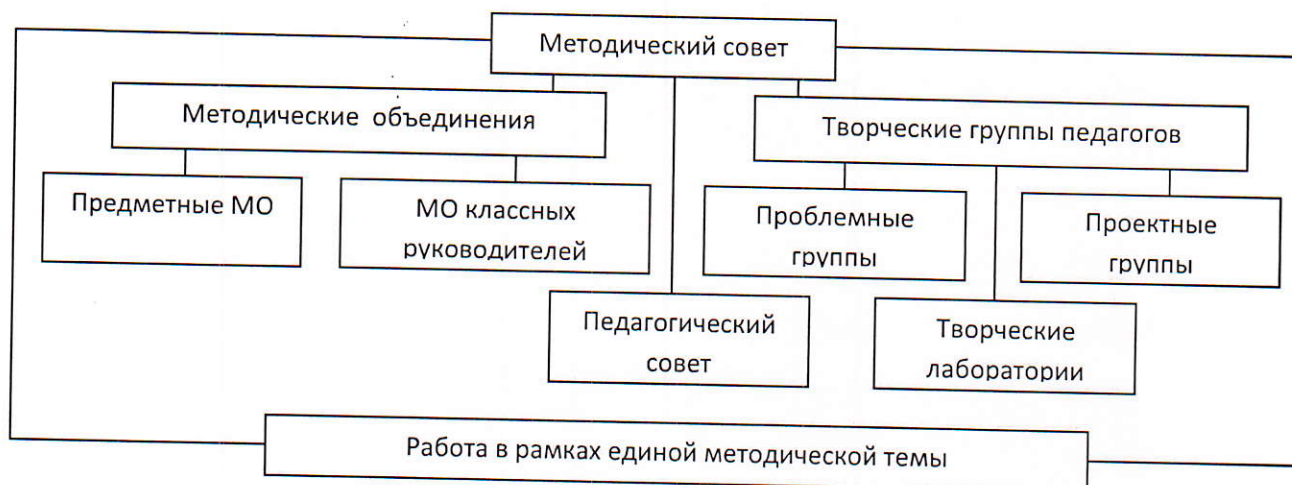 Методический совет
Методические объединения
Творческие группы педагогов
Предметные МО
МО классных
руководителей
Проблемные
группы
Проектные
группы
Педагогический
совет
Творческие
лаборатории
Работа в рамках единой методической темы